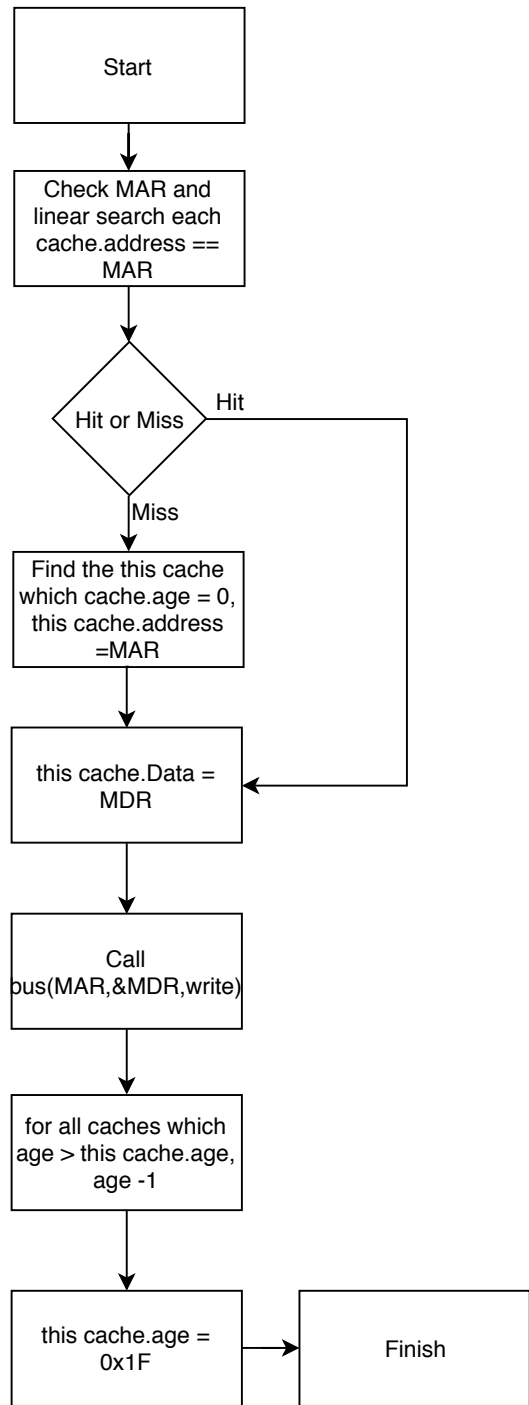 Start
Check MAR and
linear search each
cache.address ==
MAR
Hit or Miss
Hit
Miss
Find the this cache
which cache.age = 0,
this cache.address
=MAR
this cache.Data =
MDR
Call
bus(MAR,&MDR,write)
for all caches which
age > this cache.age,
age -1
this cache.age =
0x1F
Finish